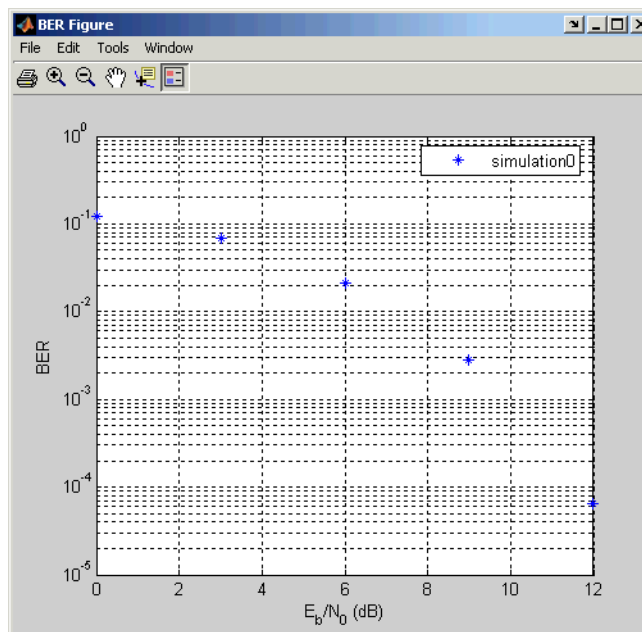 BER Figure
File Edit Tools Window
10^0
simulation0
10^-1
10^-2
BER
10^-3
10^-4
10^-5
0 2 4 6 8 10 12
E_b/N_0 (dB)